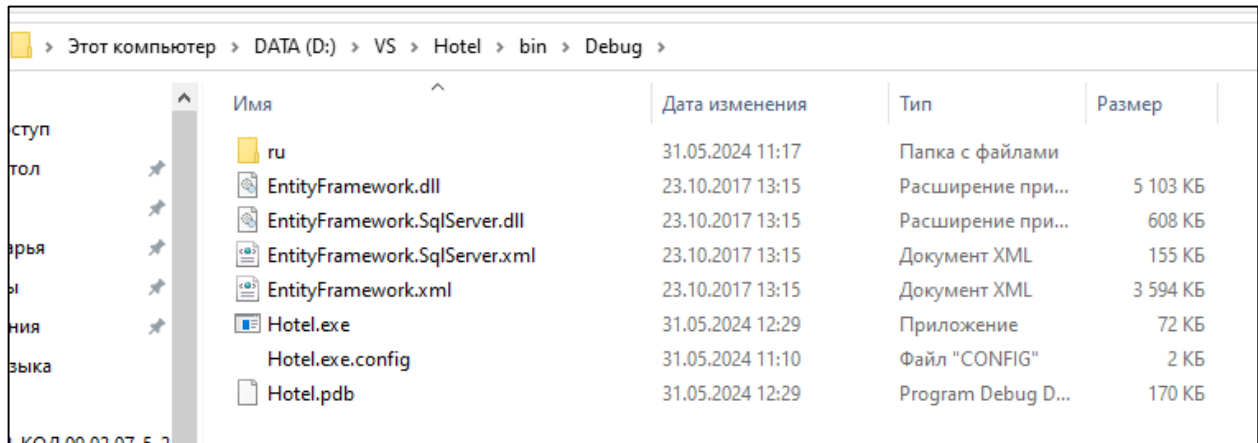 Этот компьютер > DATA (D:) > VS > Hotel > bin > Debug >
Имя Дата изменения Тип Размер
ru 31.05.2024 11:17 Папка с файлами
EntityFramework.dll 23.10.2017 13:15 Расширение при... 5 103 КБ
EntityFramework.SqlServer.dll 23.10.2017 13:15 Расширение при... 608 КБ
EntityFramework.SqlServer.xml 23.10.2017 13:15 Документ XML 155 КБ
EntityFramework.xml 23.10.2017 13:15 Документ XML 3 594 КБ
Hotel.exe 31.05.2024 12:29 Приложение 72 КБ
Hotel.exe.config 31.05.2024 11:10 Файл "CONFIG" 2 КБ
Hotel.pdb 31.05.2024 12:29 Program Debug D... 170 КБ
ступ
тол
арья
ы
ния
зыка